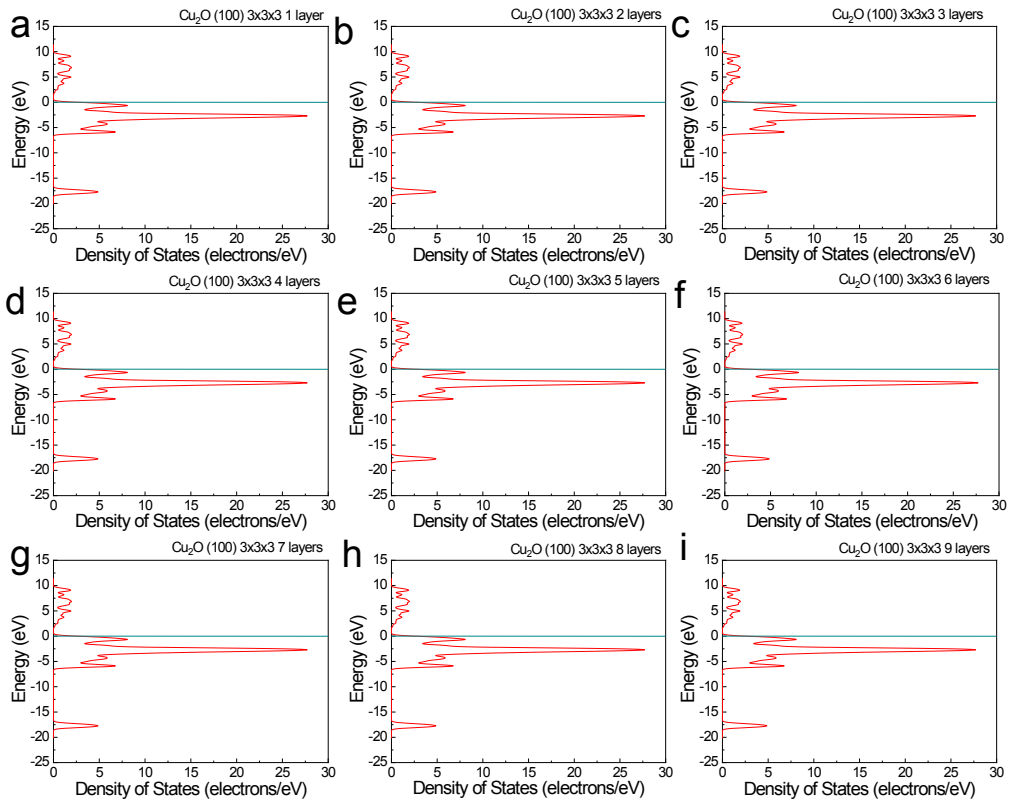 a
Cu₂O (100) 3x3x3 1 layer
15
10
5
0
-5
-10
-15
-20
-25
Energy (eV)
0 5 10 15 20 25 30
Density of States (electrons/eV)
b
Cu₂O (100) 3x3x3 2 layers
15
10
5
0
-5
-10
-15
-20
-25
Energy (eV)
0 5 10 15 20 25 30
Density of States (electrons/eV)
c
Cu₂O (100) 3x3x3 3 layers
15
10
5
0
-5
-10
-15
-20
-25
Energy (eV)
0 5 10 15 20 25 30
Density of States (electrons/eV)
d
Cu₂O (100) 3x3x3 4 layers
15
10
5
0
-5
-10
-15
-20
-25
Energy (eV)
0 5 10 15 20 25 30
Density of States (electrons/eV)
e
Cu₂O (100) 3x3x3 5 layers
15
10
5
0
-5
-10
-15
-20
-25
Energy (eV)
0 5 10 15 20 25 30
Density of States (electrons/eV)
f
Cu₂O (100) 3x3x3 6 layers
15
10
5
0
-5
-10
-15
-20
-25
Energy (eV)
0 5 10 15 20 25 30
Density of States (electrons/eV)
g
Cu₂O (100) 3x3x3 7 layers
15
10
5
0
-5
-10
-15
-20
-25
Energy (eV)
0 5 10 15 20 25 30
Density of States (electrons/eV)
h
Cu₂O (100) 3x3x3 8 layers
15
10
5
0
-5
-10
-15
-20
-25
Energy (eV)
0 5 10 15 20 25 30
Density of States (electrons/eV)
i
Cu₂O (100) 3x3x3 9 layers
15
10
5
0
-5
-10
-15
-20
-25
Energy (eV)
0 5 10 15 20 25 30
Density of States (electrons/eV)